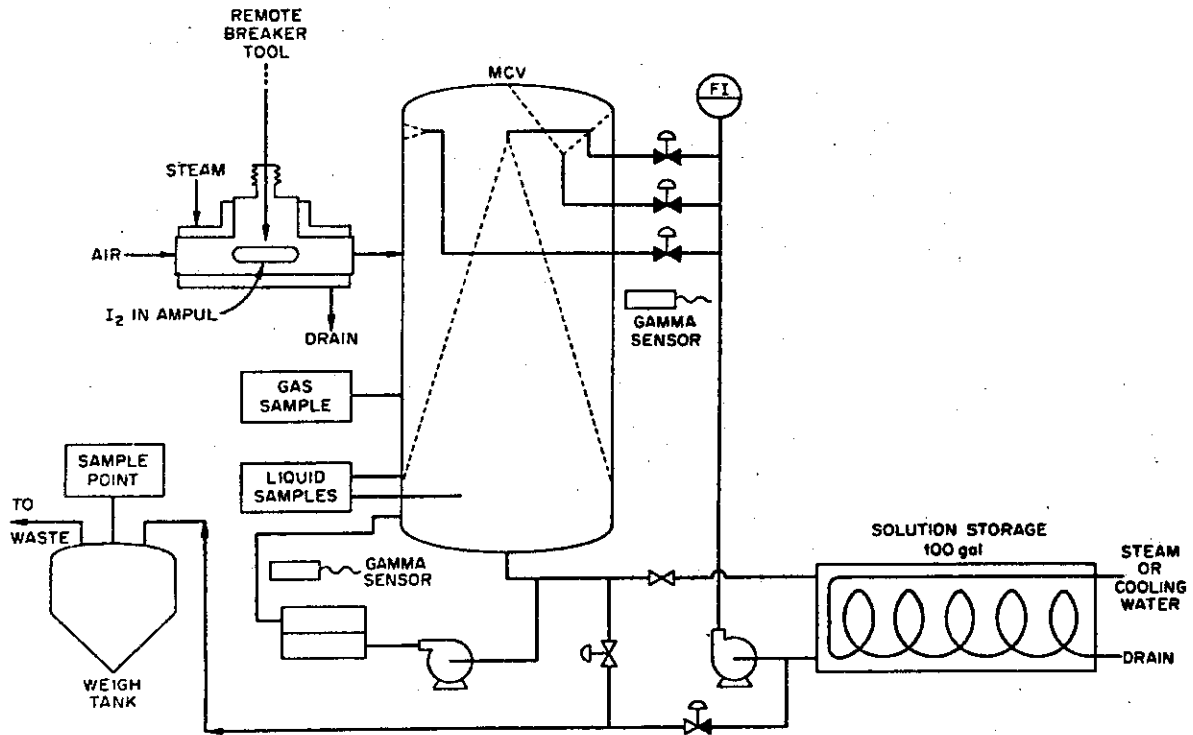 REMOTE
BREAKER
TOOL
MCV
FI
STEAM
AIR
I₂ IN AMPUL
DRAIN
GAMMA
SENSOR
GAS
SAMPLE
SAMPLE
POINT
LIQUID
SAMPLES
TO
WASTE
GAMMA
SENSOR
SOLUTION STORAGE
100 gal
STEAM
OR
COOLING
WATER
DRAIN
WEIGH
TANK